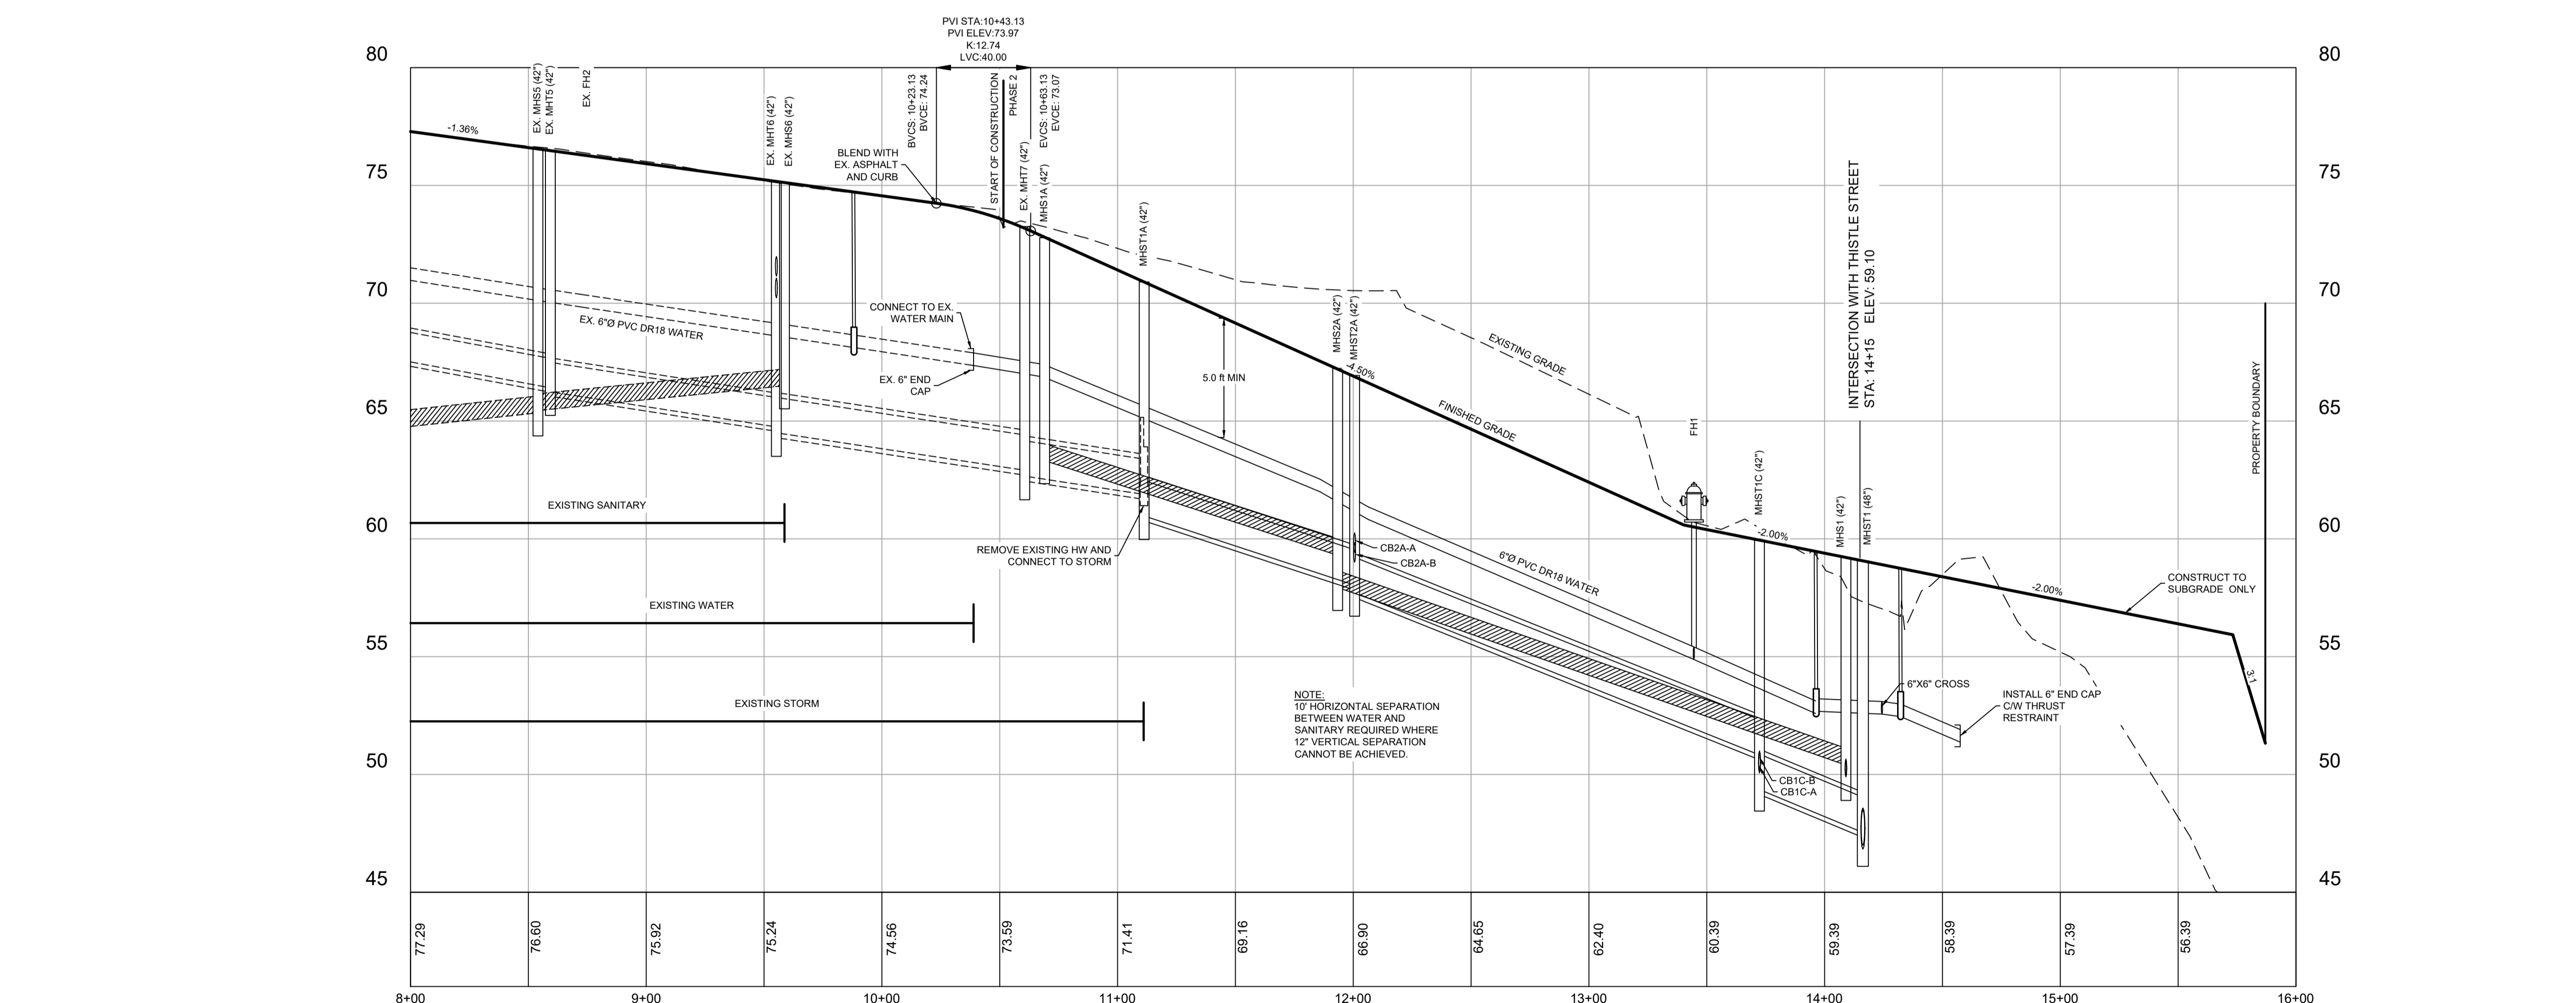 PVI STA:10+43.13
PVI ELEV:73.97
K:12.74
LVC:40.00
80
80
75
75
70
70
65
65
60
60
55
55
50
50
45
45
EX. MHS5 (42")
EX. MHT5 (42")
EX. FH2
-1.36%
EX. MHT6 (42")
EX. MHS6 (42")
BLEND WITH
EX. ASPHALT
AND CURB
BVCS: 10+23.13
BVCE: 74.24
START OF CONSTRUCTION
PHASE 2
EX. MHT7 (42")
MHS1A (42")
EVCS: 10+63.13
EVCE: 73.07
MHST1A (42")
EX. 6"Ø PVC DR18 WATER
CONNECT TO EX.
WATER MAIN
EX. 6" END
CAP
5.0 ft MIN
MHS2A (42")
MHST2A (42")
-4.50%
EXISTING GRADE
FINISHED GRADE
FH1
MHST1C (42")
-2.00%
MHS1 (42")
MHST1 (48")
INTERSECTION WITH THISTLE STREET
STA: 14+15 ELEV: 59.10
PROPERTY BOUNDARY
EXISTING SANITARY
REMOVE EXISTING HW AND
CONNECT TO STORM
CB2A-A
CB2A-B
6"Ø PVC DR18 WATER
-2.00%
CONSTRUCT TO
SUBGRADE ONLY
EXISTING WATER
3:1
6"X6" CROSS
INSTALL 6" END CAP
C/W THRUST
RESTRAINT
EXISTING STORM
NOTE:
10' HORIZONTAL SEPARATION
BETWEEN WATER AND
SANITARY REQUIRED WHERE
12" VERTICAL SEPARATION
CANNOT BE ACHIEVED.
CB1C-B
CB1C-A
77.29
76.60
75.92
75.24
74.56
73.59
71.41
69.16
66.90
64.65
62.40
60.39
59.39
58.39
57.39
56.39
8+00
9+00
10+00
11+00
12+00
13+00
14+00
15+00
16+00